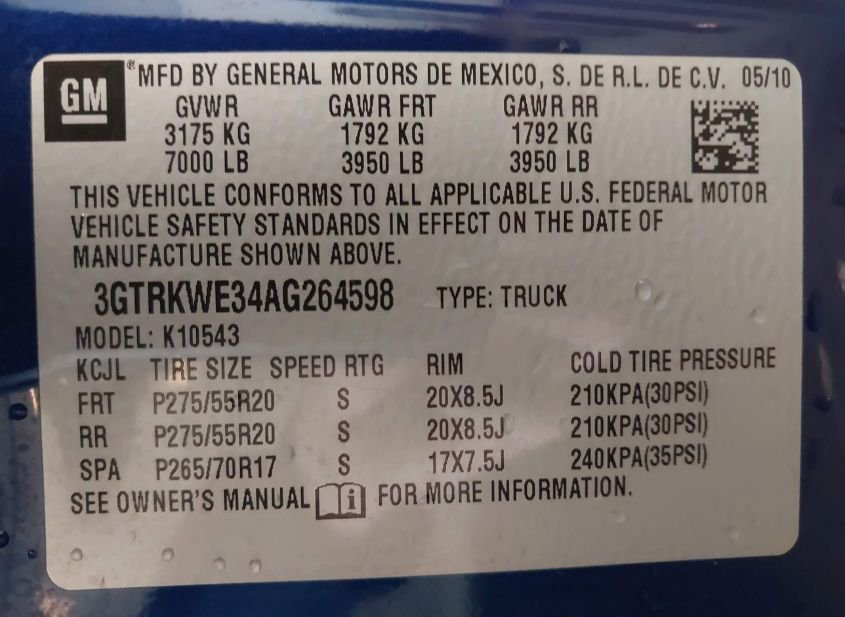 GM
® MFD BY GENERAL MOTORS DE MEXICO, S. DE R.L. DE C.V. 05/10
GVWR GAWR FRT GAWR RR
3175 KG 1792 KG 1792 KG
7000 LB 3950 LB 3950 LB
THIS VEHICLE CONFORMS TO ALL APPLICABLE U.S. FEDERAL MOTOR
VEHICLE SAFETY STANDARDS IN EFFECT ON THE DATE OF
MANUFACTURE SHOWN ABOVE.
3GTRKWE34AG264598 TYPE: TRUCK
MODEL: K10543
KCJL TIRE SIZE SPEED RTG RIM COLD TIRE PRESSURE
FRT P275/55R20 S 20X8.5J 210KPA(30PSI)
RR P275/55R20 S 20X8.5J 210KPA(30PSI)
SPA P265/70R17 S 17X7.5J 240KPA(35PSI)
SEE OWNER'S MANUAL i FOR MORE INFORMATION.